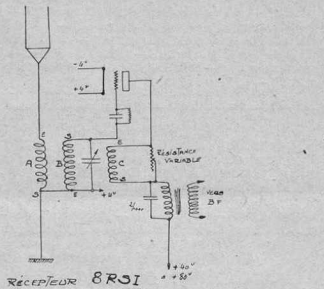 -4ᵛ
+4ᵛ
E
S
E
A
B
C
RÉSISTANCE
VARIABLE
S
E
S
+4ᵛ
VERS
BF
+40ᵛ
à +80ᵛ
RÉCEPTEUR 8RSI